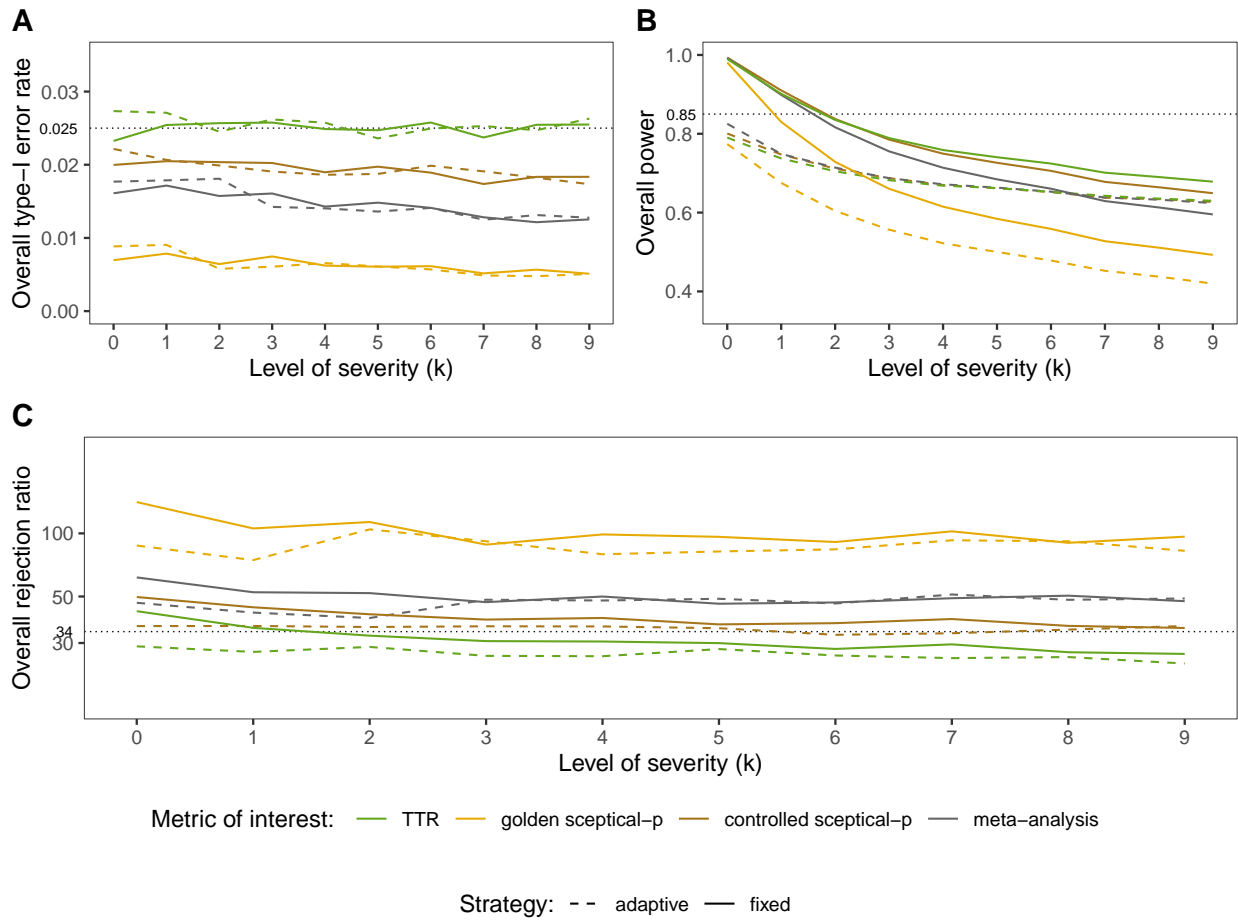 A
Overall type−I error rate
0.03
0.025
0.02
0.01
0.00
0 1 2 3 4 5 6 7 8 9
Level of severity (k)
B
Overall power
1.0
0.85
0.8
0.6
0.4
0 1 2 3 4 5 6 7 8 9
Level of severity (k)
C
Overall rejection ratio
100
50
34
30
0 1 2 3 4 5 6 7 8 9
Level of severity (k)
Metric of interest: TTR golden sceptical−p controlled sceptical−p meta−analysis
Strategy: adaptive fixed